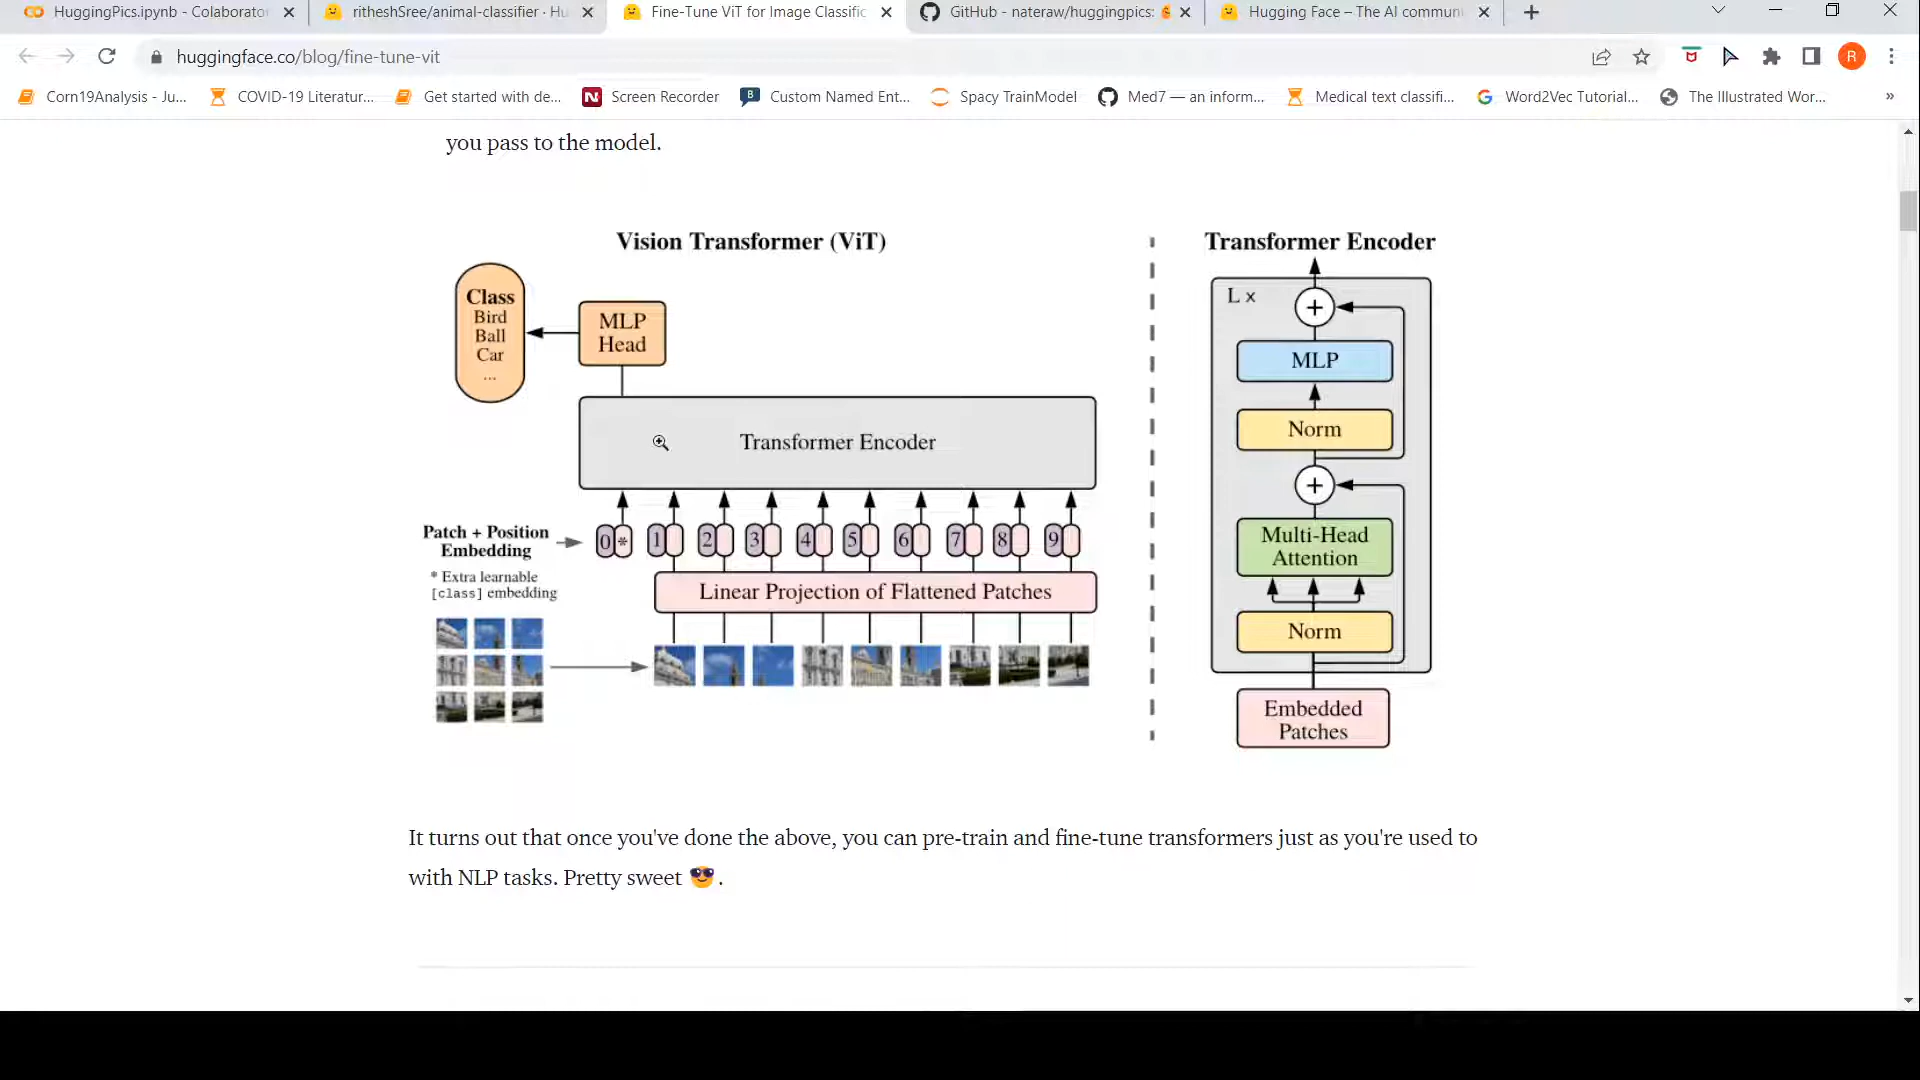 HuggingPics.ipynb - Colaborato
ritheshSree/animal-classifier · Hu
Fine-Tune ViT for Image Classific
GitHub - nateraw/huggingpics:
Hugging Face – The AI commun
huggingface.co/blog/fine-tune-vit
R
Corn19Analysis - Ju...
COVID-19 Literatur...
Get started with de...
N
Screen Recorder
B
Custom Named Ent...
Spacy TrainModel
Med7 — an inform...
Medical text classifi...
G
Word2Vec Tutorial...
The Illustrated Wor...
»
you pass to the model.
Vision Transformer (ViT)
Class
Bird
Ball
Car
...
MLP
Head
Transformer Encoder
Patch + Position
Embedding
0 * 1 2 3 4 5 6 7 8 9
* Extra learnable
[class] embedding
Linear Projection of Flattened Patches
Transformer Encoder
L x
+
MLP
Norm
+
Multi-Head
Attention
Norm
Embedded
Patches
It turns out that once you've done the above, you can pre-train and fine-tune transformers just as you're used to
with NLP tasks. Pretty sweet 😎 .